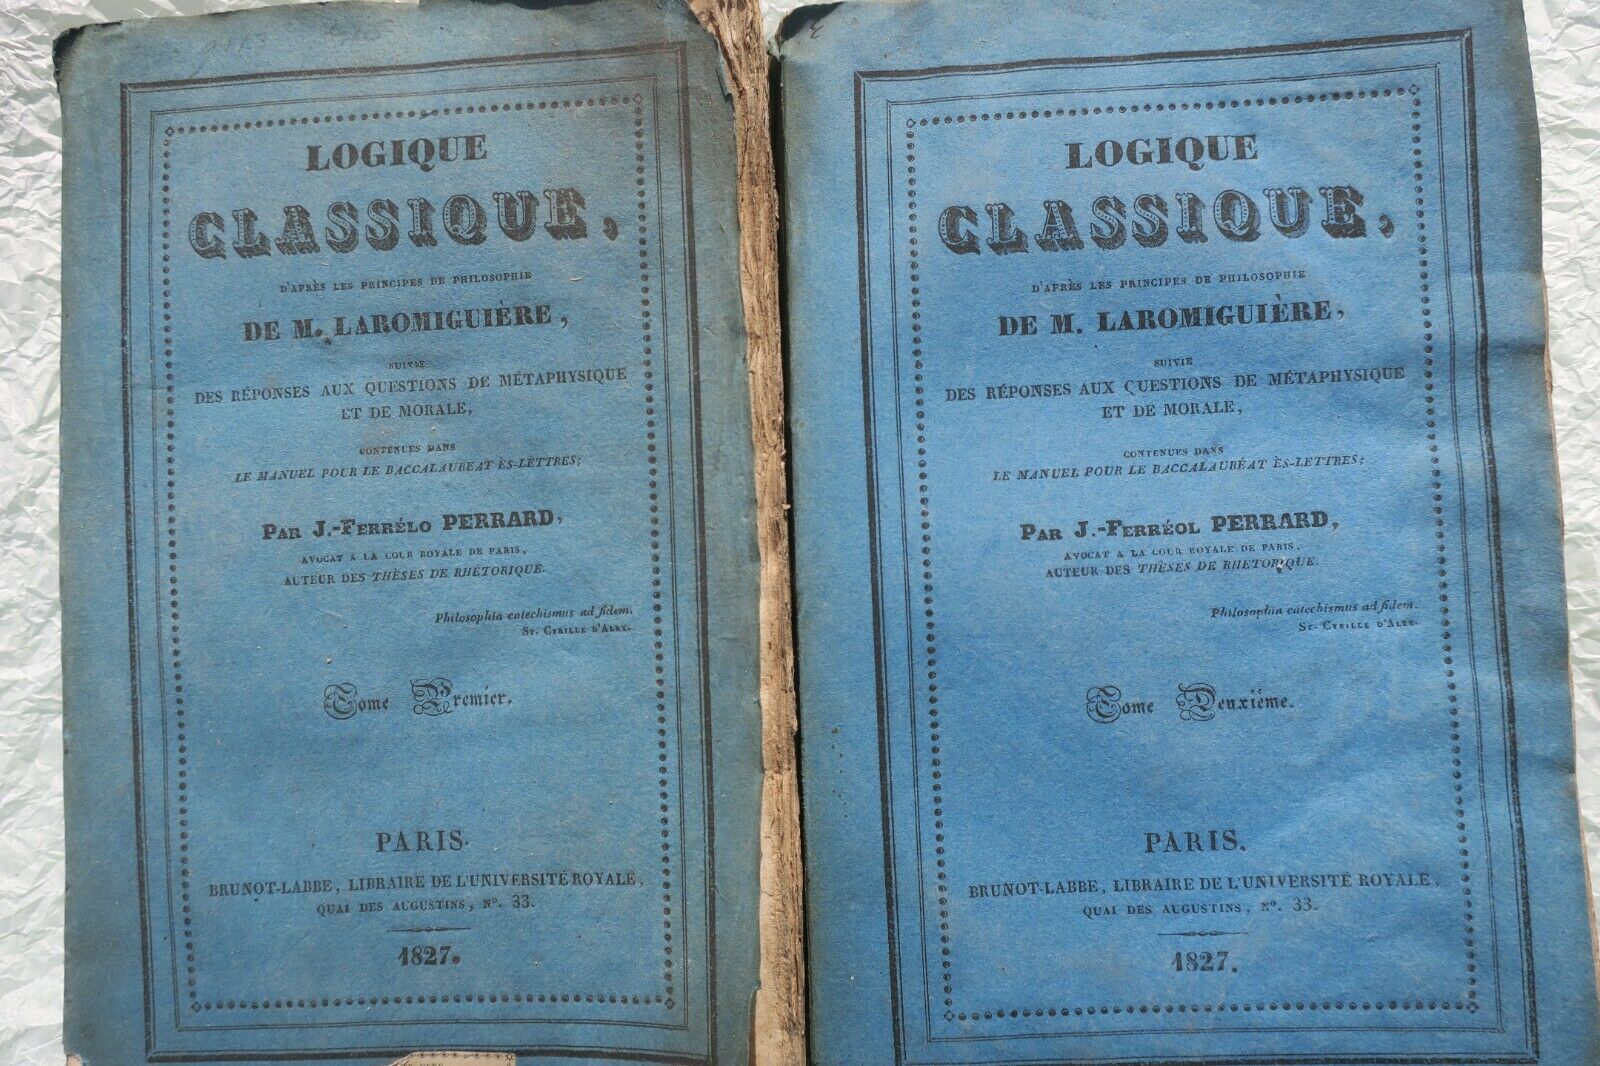 LOGIQUE
CLASSIQUE,
D'APRÈS LES PRINCIPES DE PHILOSOPHIE
DE M. LAROMIGUIÈRE,
SUIVIE
DES RÉPONSES AUX QUESTIONS DE MÉTAPHYSIQUE
ET DE MORALE,
CONTENUES DANS
LE MANUEL POUR LE BACCALAURÉAT ÈS-LETTRES;
PAR J.-FERRÉLO PERRARD,
AVOCAT A LA COUR ROYALE DE PARIS,
AUTEUR DES THÈSES DE RHÉTORIQUE.
Philosophia catechismus ad fidem.
ST. CYRILLE D'ALEX.
Tome Premier.
PARIS.
BRUNOT-LABBE, LIBRAIRE DE L'UNIVERSITÉ ROYALE,
QUAI DES AUGUSTINS, N°. 33.
1827.
LOGIQUE
CLASSIQUE,
D'APRÈS LES PRINCIPES DE PHILOSOPHIE
DE M. LAROMIGUIÈRE,
SUIVIE
DES RÉPONSES AUX QUESTIONS DE MÉTAPHYSIQUE
ET DE MORALE,
CONTENUES DANS
LE MANUEL POUR LE BACCALAURÉAT ÈS-LETTRES;
PAR J.-FERRÉOL PERRARD,
AVOCAT A LA COUR ROYALE DE PARIS,
AUTEUR DES THÈSES DE RHÉTORIQUE.
Philosophia catechismus ad fidem.
ST. CYRILLE D'ALEX.
Tome Deuxième.
PARIS.
BRUNOT-LABBE, LIBRAIRE DE L'UNIVERSITÉ ROYALE,
QUAI DES AUGUSTINS, N°. 33.
1827.